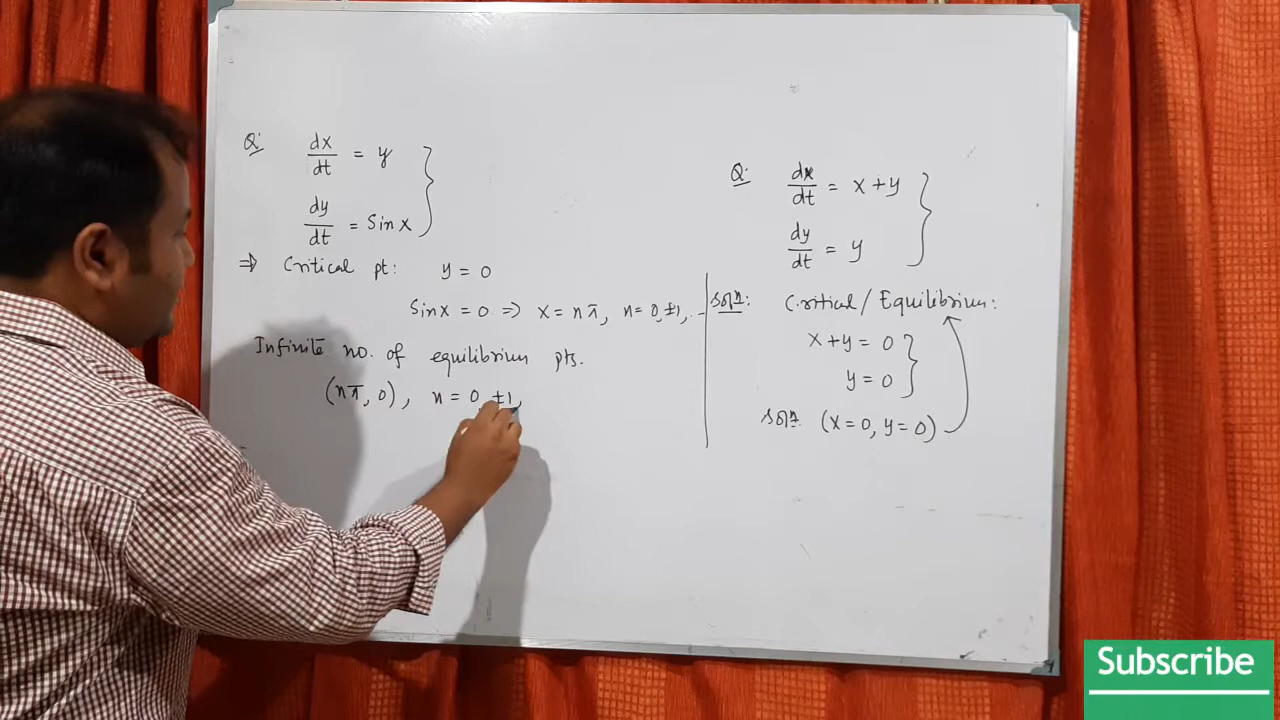 Q: dx/dt = y
dy/dt = Sin x
⇒ Critical pt: y = 0
Sinx = 0 ⇒ x = nπ, n = 0, ±1, ..
Infinite no. of equilibrium pts.
(nπ, 0), n = 0, ±1,
Q: dx/dt = x + y
dy/dt = y
Soln: Critical / Equilibrium:
x + y = 0
y = 0
Soln. (x = 0, y = 0)
Subscribe